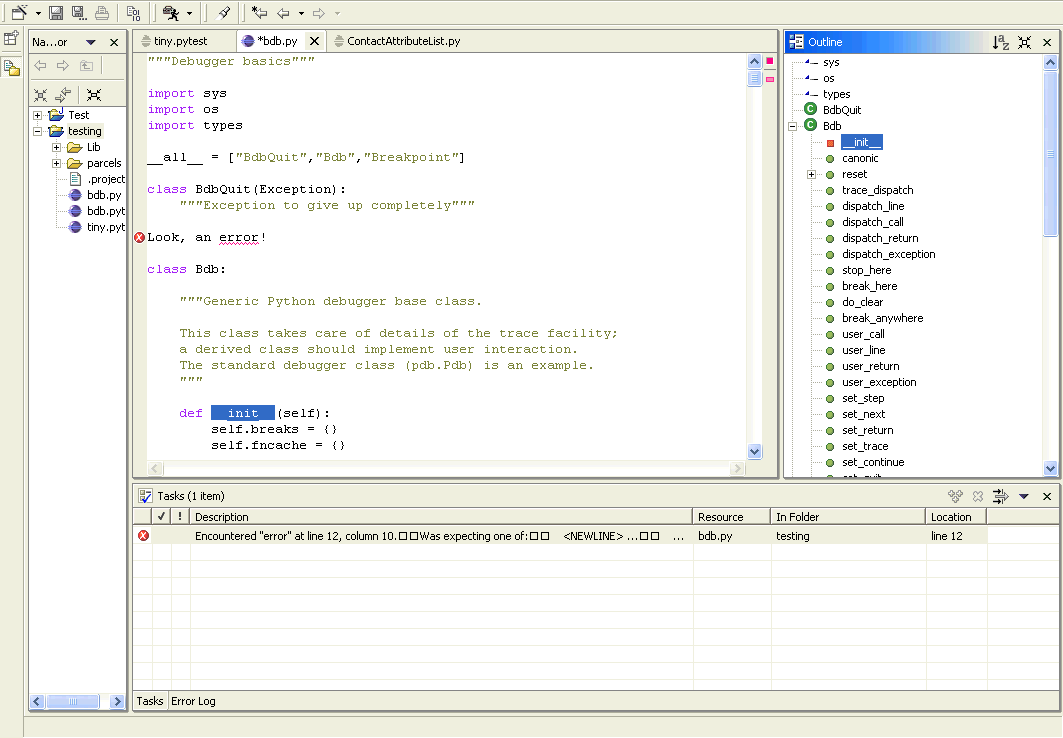 Na...or
tiny.pytest
*bdb.py
ContactAttributeList.py
Outline
Test
testing
Lib
parcels
.project
bdb.py
bdb.pyt
tiny.pyt
"""Debugger basics"""
import sys
import os
import types
__all__ = ["BdbQuit","Bdb","Breakpoint"]
class BdbQuit(Exception):
"""Exception to give up completely"""
Look, an error!
class Bdb:
"""Generic Python debugger base class.
This class takes care of details of the trace facility;
a derived class should implement user interaction.
The standard debugger class (pdb.Pdb) is an example.
"""
def __init__(self):
self.breaks = {}
self.fncache = {}
sys
os
types
BdbQuit
Bdb
__init__
canonic
reset
trace_dispatch
dispatch_line
dispatch_call
dispatch_return
dispatch_exception
stop_here
break_here
do_clear
break_anywhere
user_call
user_line
user_return
user_exception
set_step
set_next
set_return
set_trace
set_continue
Tasks (1 item)
✓ ! Description Resource In Folder Location
Encountered "error" at line 12, column 10.□□Was expecting one of:□□ <NEWLINE> ...□□ ... bdb.py testing line 12
Tasks Error Log